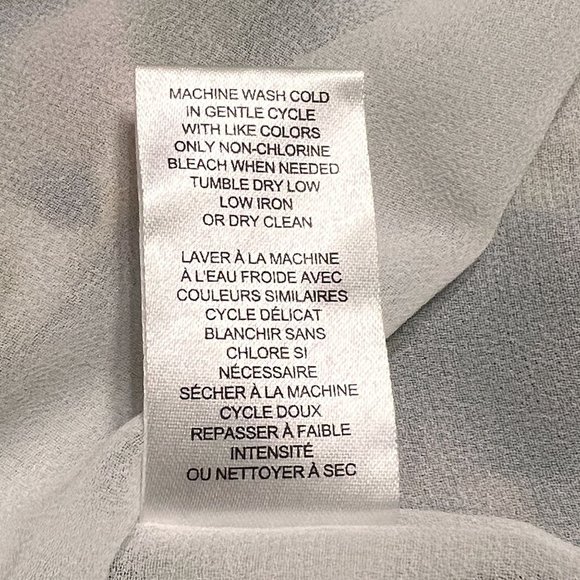 MACHINE WASH COLD
IN GENTLE CYCLE
WITH LIKE COLORS
ONLY NON-CHLORINE
BLEACH WHEN NEEDED
TUMBLE DRY LOW
LOW IRON
OR DRY CLEAN
LAVER À LA MACHINE
À L'EAU FROIDE AVEC
COULEURS SIMILAIRES
CYCLE DÉLICAT
BLANCHIR SANS
CHLORE SI
NÉCESSAIRE
SÉCHER À LA MACHINE
CYCLE DOUX
REPASSER À FAIBLE
INTENSITÉ
OU NETTOYER À SEC